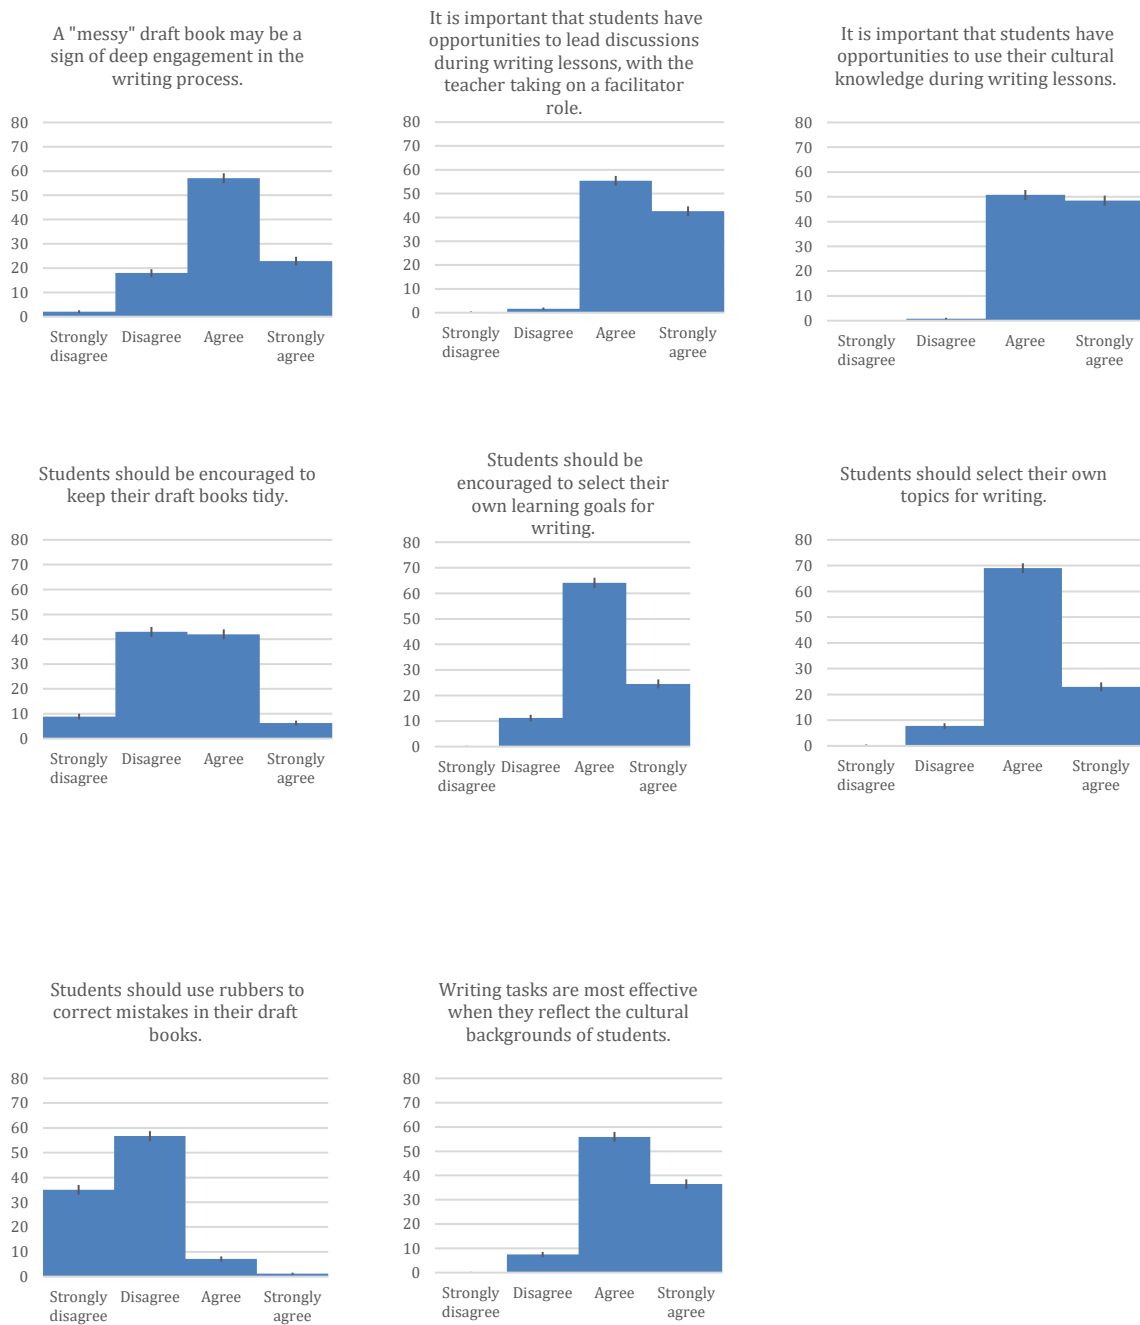 A "messy" draft book may be a
sign of deep engagement in the
writing process.
80
70
60
50
40
30
20
10
0
Strongly disagree
Disagree
Agree
Strongly agree
It is important that students have
opportunities to lead discussions
during writing lessons, with the
teacher taking on a facilitator
role.
80
70
60
50
40
30
20
10
0
Strongly disagree
Disagree
Agree
Strongly agree
It is important that students have
opportunities to use their cultural
knowledge during writing lessons.
80
70
60
50
40
30
20
10
0
Strongly disagree
Disagree
Agree
Strongly agree
Students should be encouraged to
keep their draft books tidy.
80
70
60
50
40
30
20
10
0
Strongly disagree
Disagree
Agree
Strongly agree
Students should be
encouraged to select their
own learning goals for
writing.
80
70
60
50
40
30
20
10
0
Strongly disagree
Disagree
Agree
Strongly agree
Students should select their own
topics for writing.
80
70
60
50
40
30
20
10
0
Strongly disagree
Disagree
Agree
Strongly agree
Students should use rubbers to
correct mistakes in their draft
books.
80
70
60
50
40
30
20
10
0
Strongly disagree
Disagree
Agree
Strongly agree
Writing tasks are most effective
when they reflect the cultural
backgrounds of students.
80
70
60
50
40
30
20
10
0
Strongly disagree
Disagree
Agree
Strongly agree